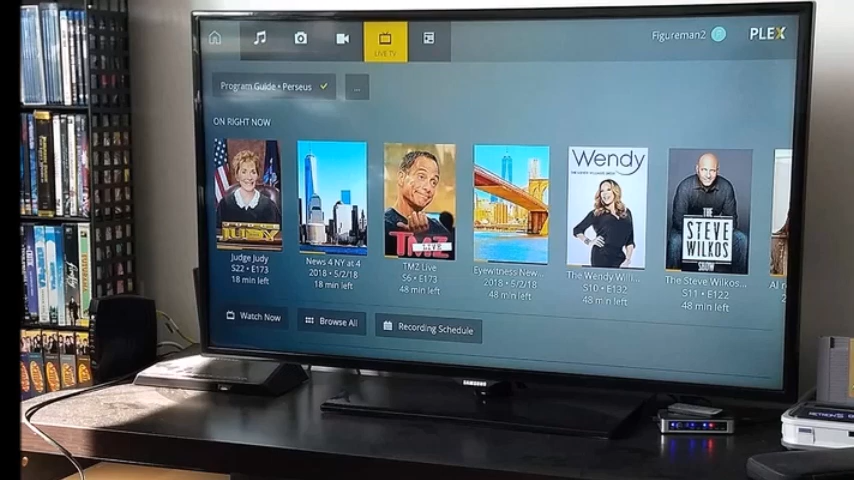 LIVE TV
Figureman2
PLEX
Program Guide • Perseus
...
ON RIGHT NOW
JUDY
TMZ
LIVE
Wendy
THE WENDY WILLIAMS SHOW
THE
STEVE
WILKOS
SHOW
Judge Judy
S22 • E173
18 min left
News 4 NY at 4
2018 • 5/2/18
18 min left
TMZ Live
S6 • E173
48 min left
Eyewitness New...
2018 • 5/2/18
48 min left
The Wendy Willi...
S10 • E132
48 min left
The Steve Wilkos...
S11 • E122
48 min left
Watch Now
Browse All
Recording Schedule
SAMSUNG